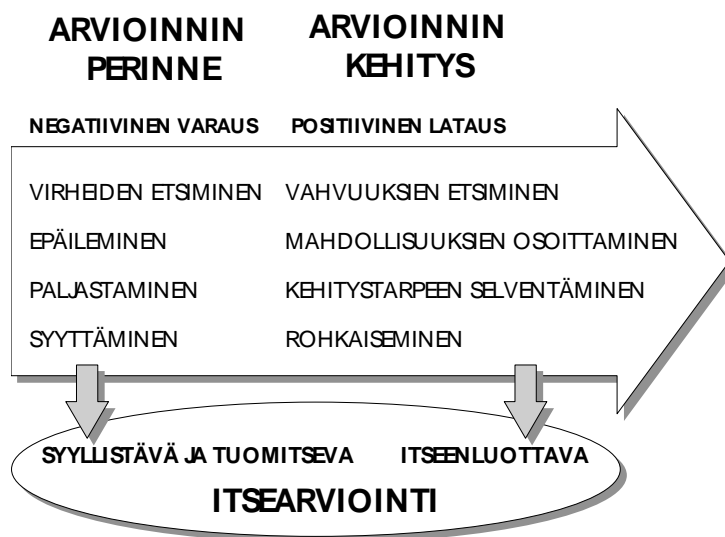 ARVIOINNIN
PERINNE
ARVIOINNIN
KEHITYS
NEGATIIVINEN VARAUS
POSITIIVINEN LATAUS
VIRHEIDEN ETSIMINEN
VAHVUUKSIEN ETSIMINEN
EPÄILEMINEN
MAHDOLLISUUKSIEN OSOITTAMINEN
PALJASTAMINEN
KEHITYSTARPEEN SELVENTÄMINEN
SYYTTÄMINEN
ROHKAISEMINEN
SYYLLISTÄVÄ JA TUOMITSEVA
ITSEENLUOTTAVA
ITSEARVIOINTI